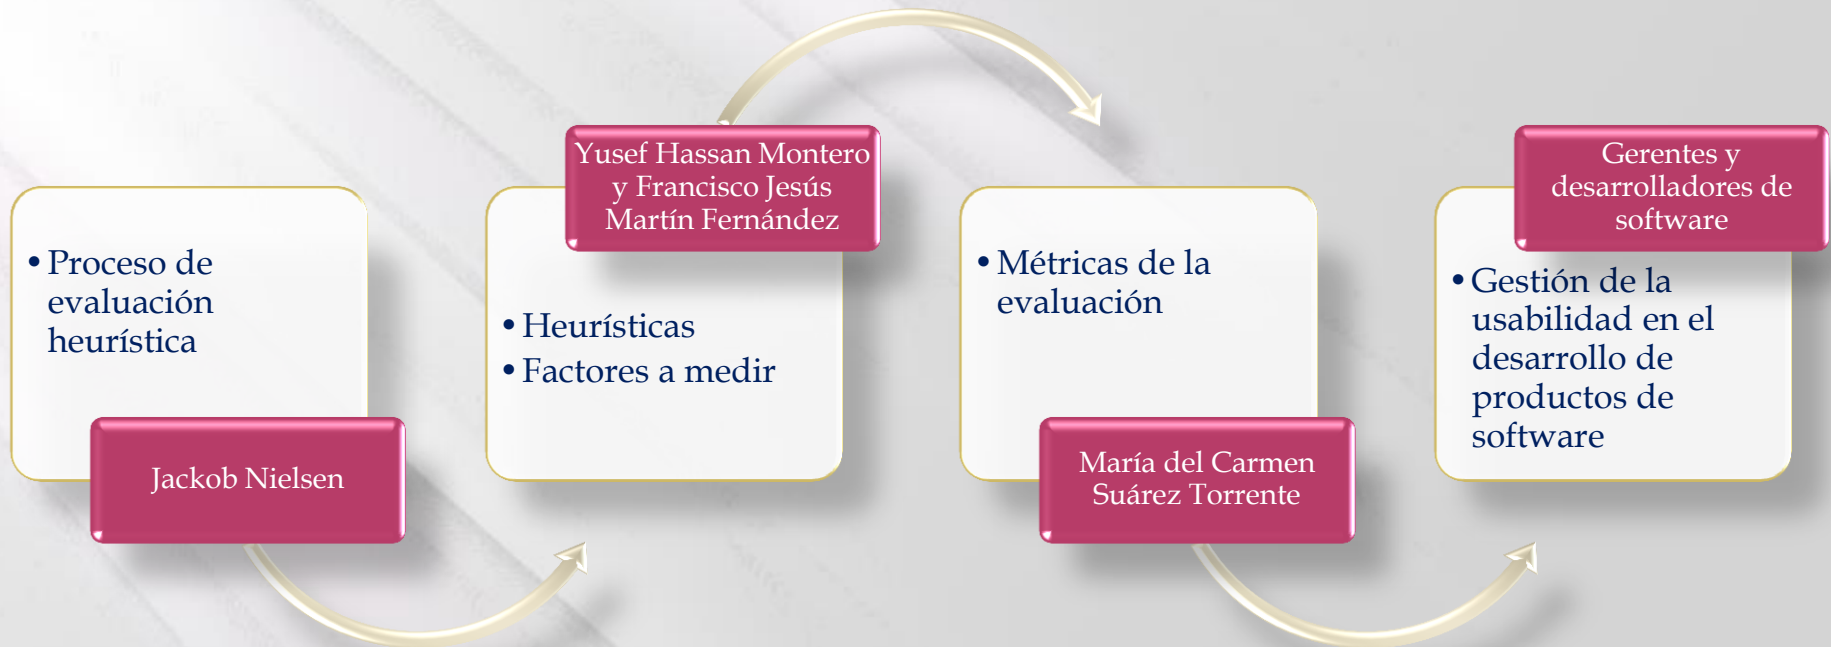 • Proceso de
evaluación
heurística
Jackob Nielsen
Yusef Hassan Montero
y Francisco Jesús
Martín Fernández
• Heurísticas
• Factores a medir
• Métricas de la
evaluación
María del Carmen
Suárez Torrente
Gerentes y
desarrolladores de
software
• Gestión de la
usabilidad en el
desarrollo de
productos de
software